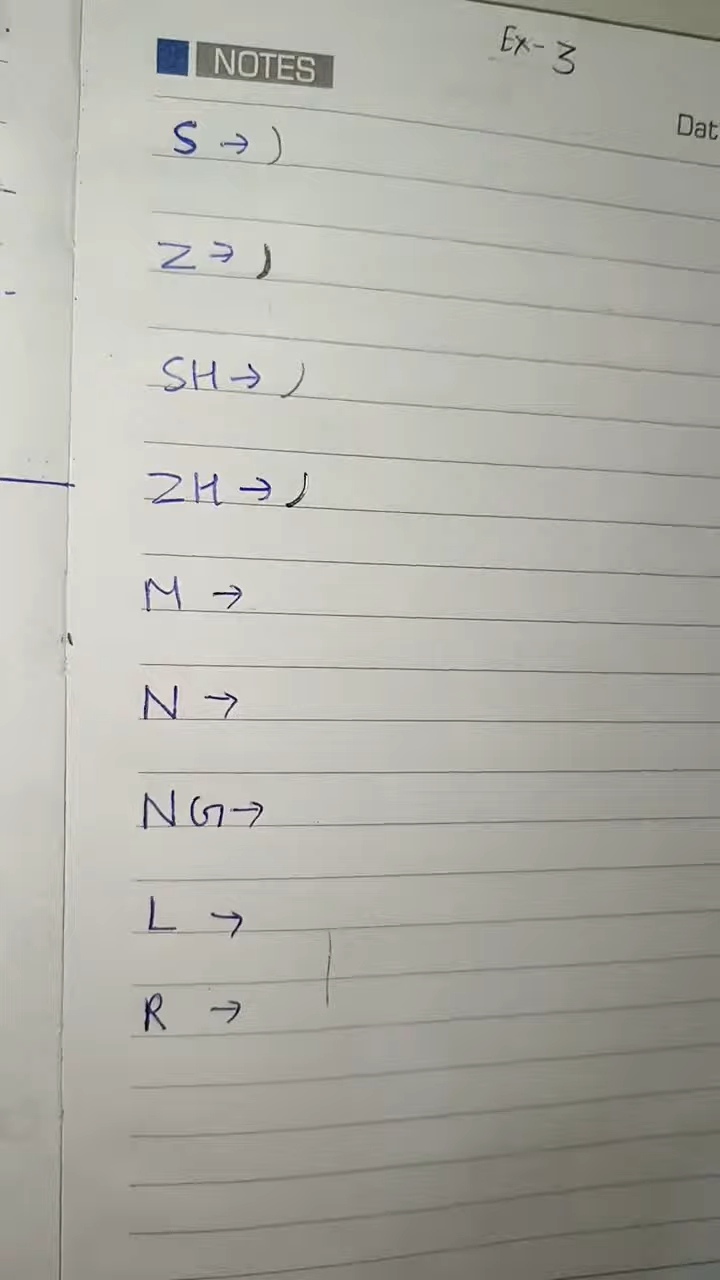 Ex-3
NOTES
Dat
S → )
Z → )
SH → )
ZH → )
M →
N →
NG →
L →
R →